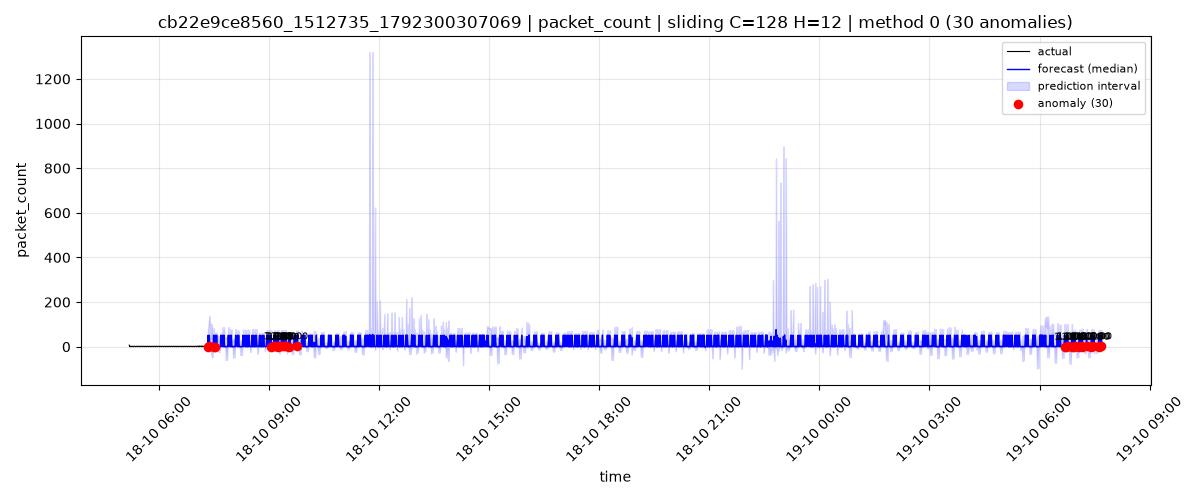 cb22e9ce8560_1512735_1792300307069 | packet_count | sliding C=128 H=12 | method 0 (30 anomalies)
actual
forecast (median)
prediction interval
anomaly (30)
packet_count
1200
1000
800
600
400
200
0
18-10 06:00
18-10 09:00
18-10 12:00
18-10 15:00
18-10 18:00
18-10 21:00
19-10 00:00
19-10 03:00
19-10 06:00
19-10 09:00
time